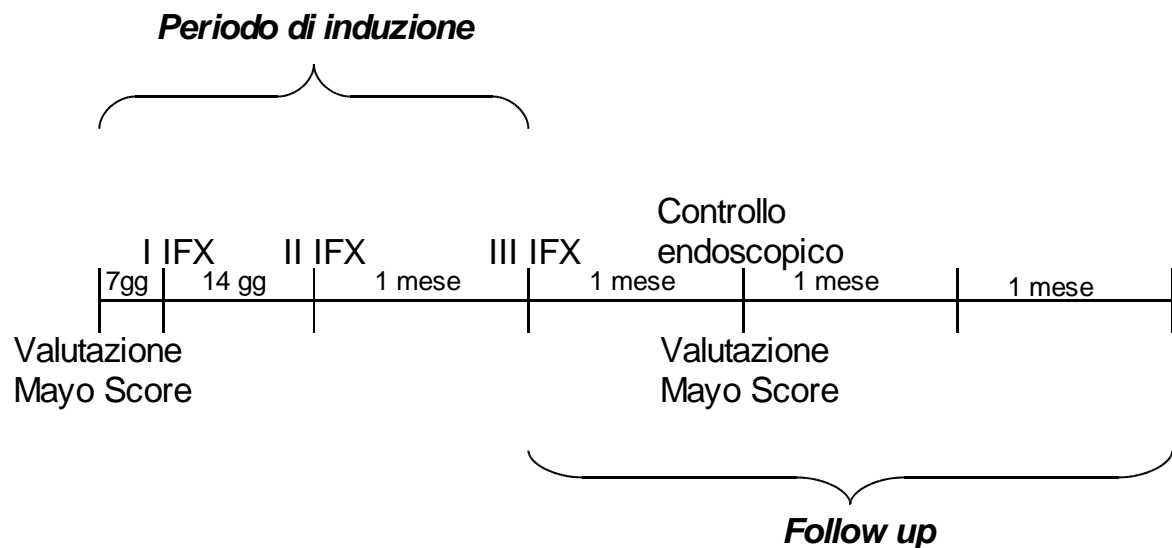 Periodo di induzione
Controllo
I IFX II IFX III IFX endoscopico
7gg 14 gg 1 mese 1 mese 1 mese 1 mese
Valutazione Valutazione
Mayo Score Mayo Score
Follow up